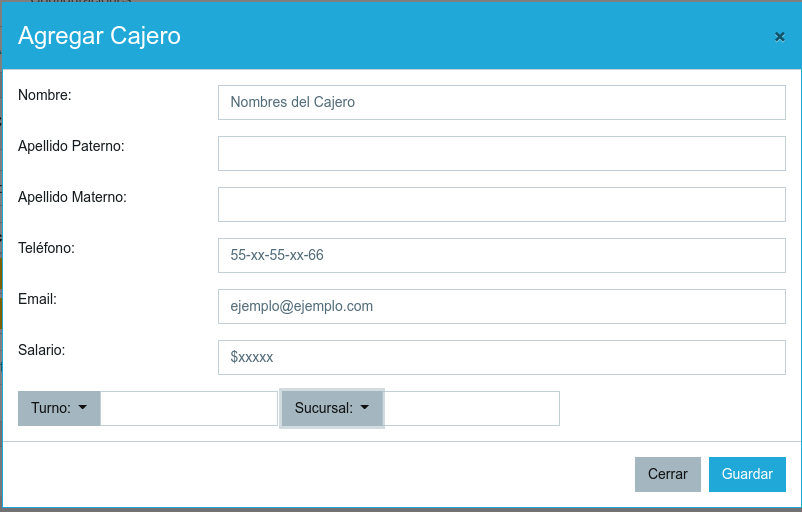 Agregar Cajero
×
Nombre:
Nombres del Cajero
Apellido Paterno:
Apellido Materno:
Teléfono:
55-xx-55-xx-66
Email:
ejemplo@ejemplo.com
Salario:
$xxxxx
Turno:
Sucursal:
Cerrar
Guardar